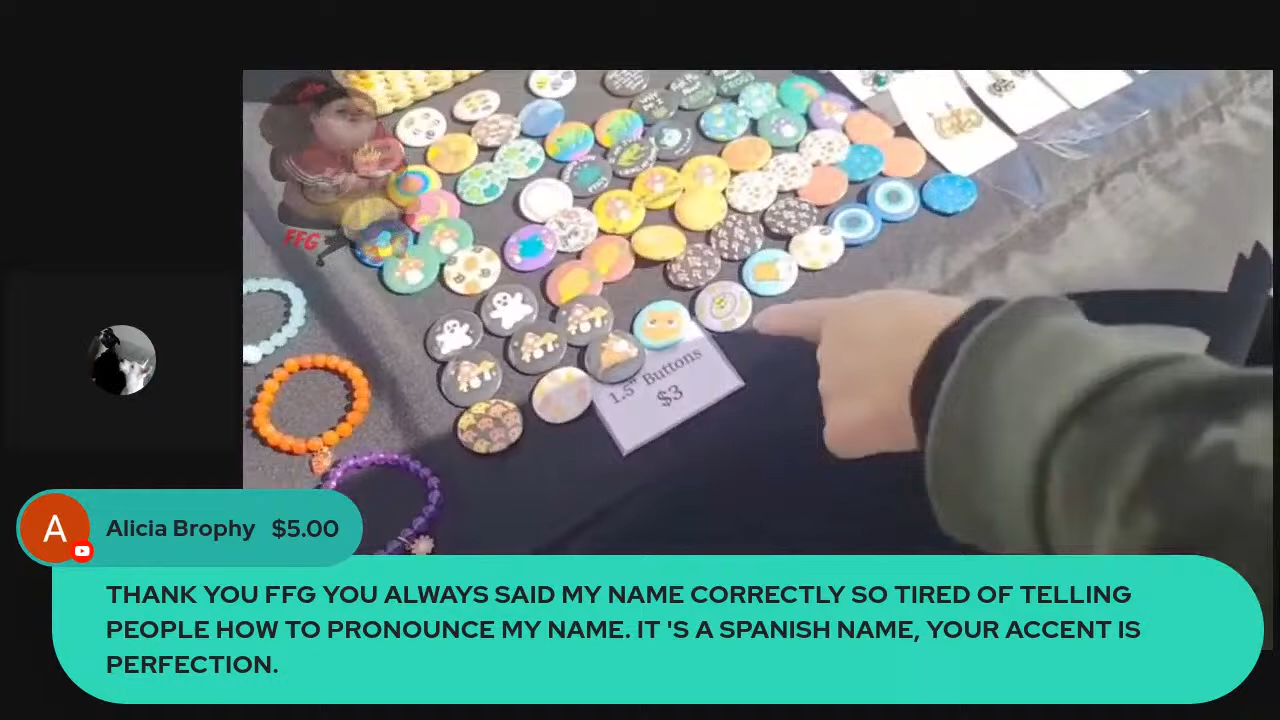 FFG
1.5" Buttons
$3
A
Alicia Brophy $5.00
THANK YOU FFG YOU ALWAYS SAID MY NAME CORRECTLY SO TIRED OF TELLING
PEOPLE HOW TO PRONOUNCE MY NAME. IT 'S A SPANISH NAME, YOUR ACCENT IS
PERFECTION.